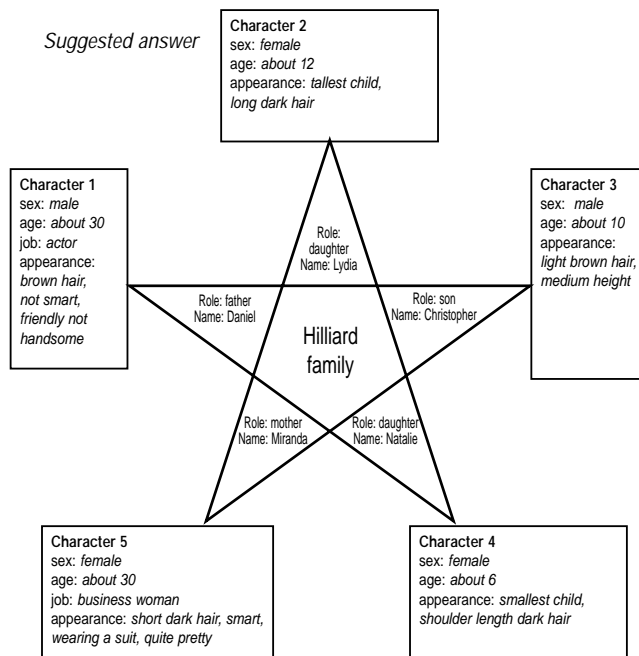 Suggested answer
Character 2
sex: female
age: about 12
appearance: tallest child,
long dark hair
Character 1
sex: male
age: about 30
job: actor
appearance:
brown hair,
not smart,
friendly not
handsome
Character 3
sex: male
age: about 10
appearance:
light brown hair,
medium height
Role:
daughter
Name: Lydia
Role: father
Name: Daniel
Role: son
Name: Christopher
Hilliard
family
Role: mother
Name: Miranda
Role: daughter
Name: Natalie
Character 5
sex: female
age: about 30
job: business woman
appearance: short dark hair, smart,
wearing a suit, quite pretty
Character 4
sex: female
age: about 6
appearance: smallest child,
shoulder length dark hair